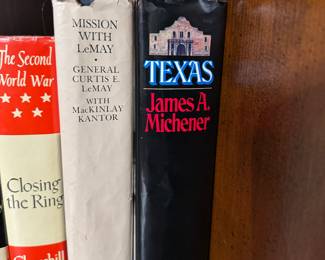 The Second
World War
Closing the
Ring
Churchill
MISSION
WITH
LeMAY
GENERAL
CURTIS E.
LeMAY
WITH
MacKINLAY
KANTOR
TEXAS
James A.
Michener